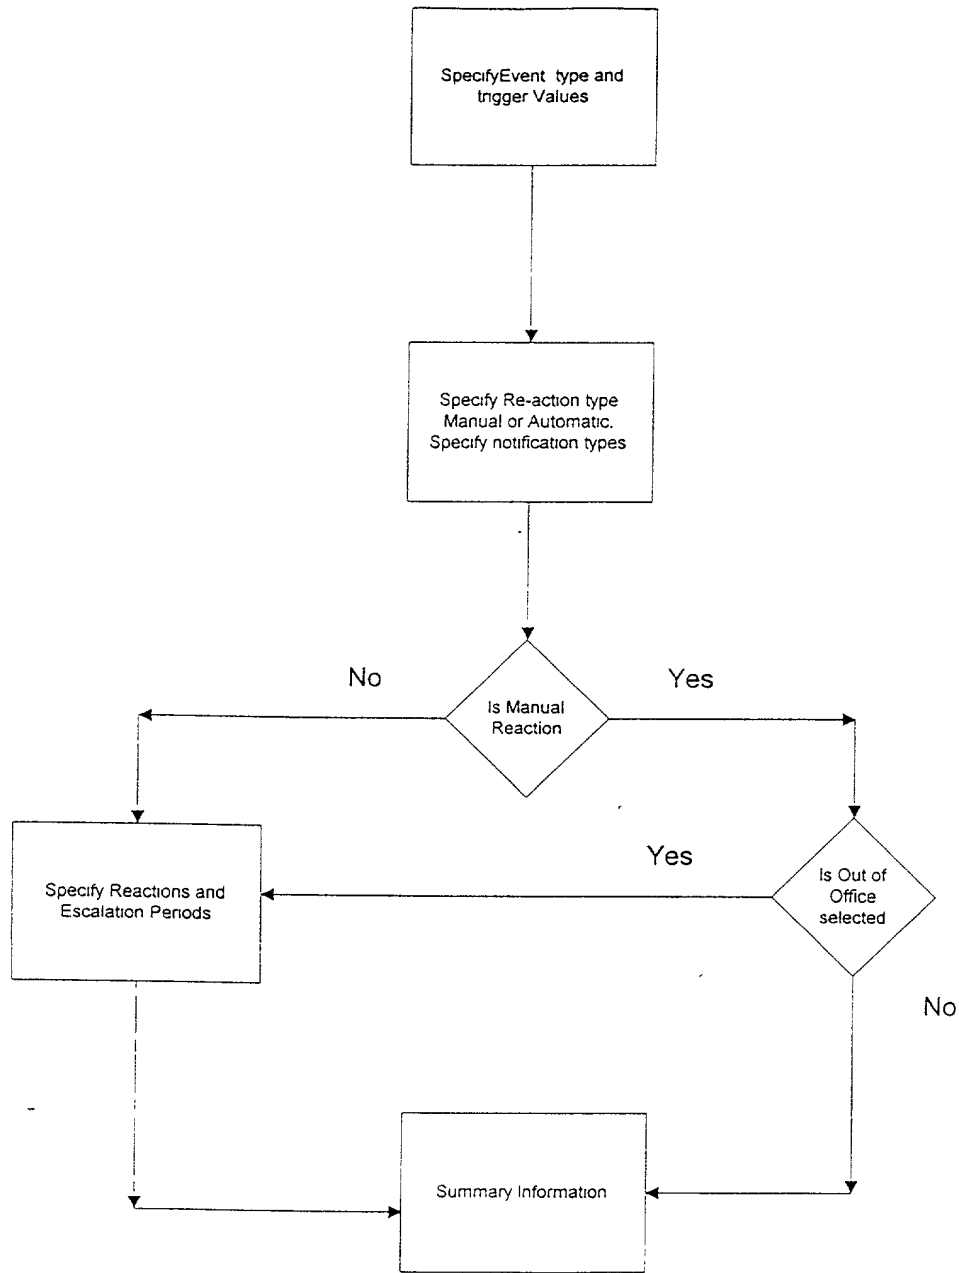 SpecifyEvent type and
trigger Values
Specify Re-action type
Manual or Automatic.
Specify notification types
No
Yes
Is Manual
Reaction
Yes
Is Out of
Office
selected
Specify Reactions and
Escalation Periods
No
Summary Information